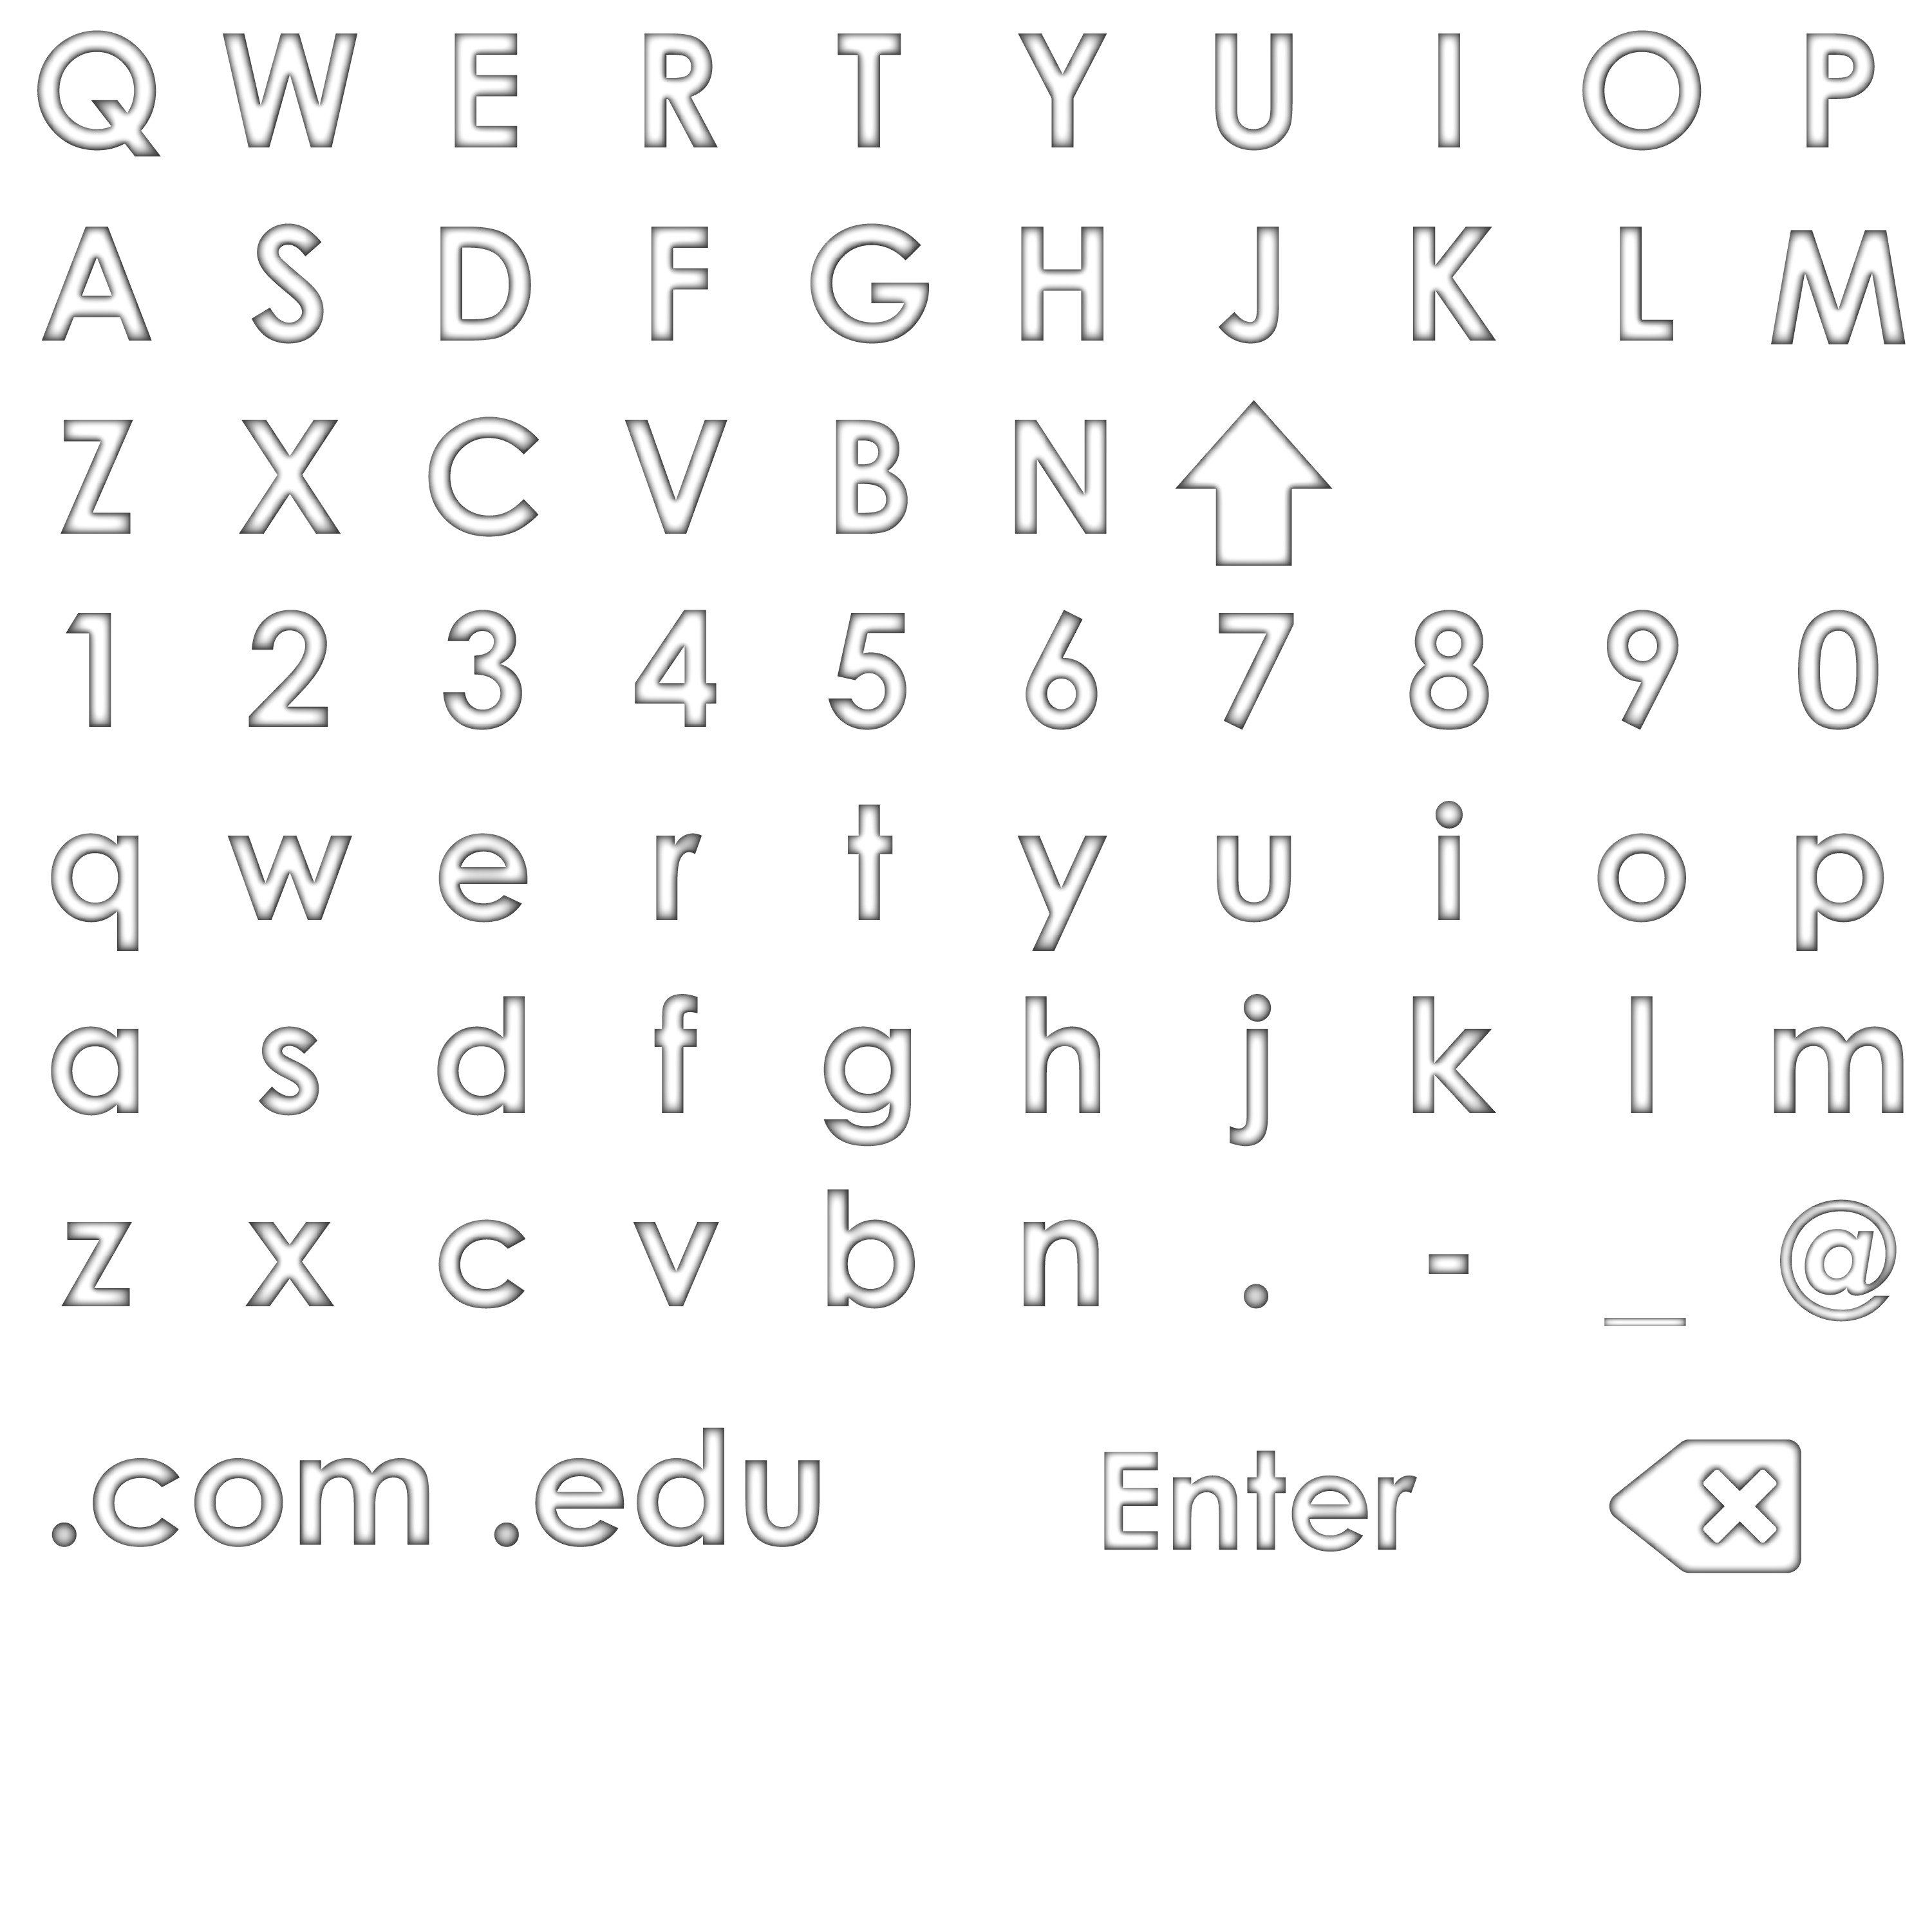 Q W E R T Y U I O P
A S D F G H J K L M
Z X C V B N
1 2 3 4 5 6 7 8 9 0
q w e r t y u i o p
a s d f g h j k l m
z x c v b n . - _ @
.com .edu Enter